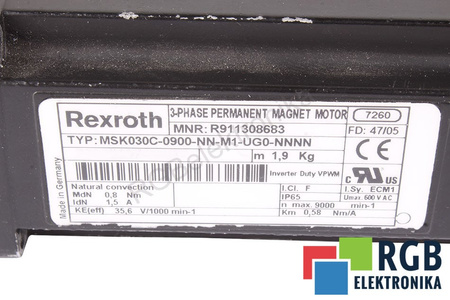 Rexroth
3-PHASE PERMANENT MAGNET MOTOR
7260
MNR: R911308683
FD: 47/05
TYP: MSK030C-0900-NN-M1-UG0-NNNN
m 1,9 Kg
Made in Germany
Inverter Duty VPWM
Natural convection
I.Cl. F
I.Sy. ECM1
MdN 0,8 Nm
IP65
Umax 600 V AC
IdN 1,5 A
n max. 9000 min-1
KE(eff) 35,6 V/1000 min-1
Km 0,58 Nm/A
RGB
ELEKTRONIKA